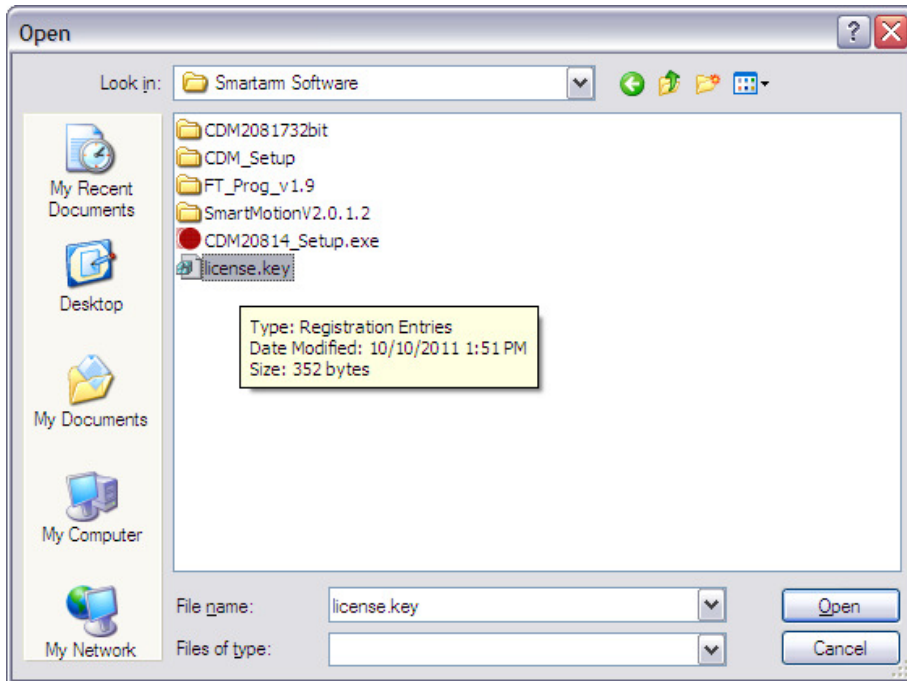 Open
Look in:
Smartarm Software
My Recent
Documents
Desktop
My Documents
My Computer
My Network
CDM2081732bit
CDM_Setup
FT_Prog_v1.9
SmartMotionV2.0.1.2
CDM20814_Setup.exe
license.key
Type: Registration Entries
Date Modified: 10/10/2011 1:51 PM
Size: 352 bytes
File name:
license.key
Open
Files of type:
Cancel